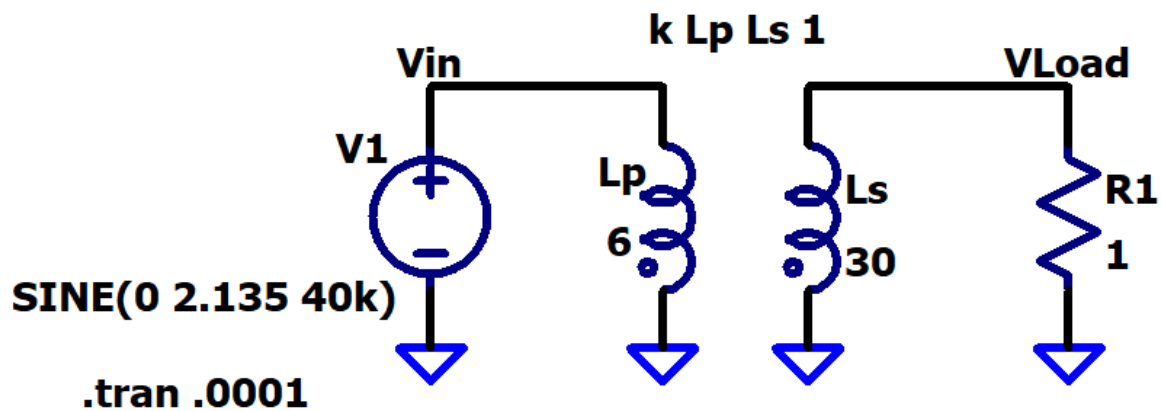 k Lp Ls 1
Vin
VLoad
V1
Lp
6
Ls
30
R1
1
SINE(0 2.135 40k)
.tran .0001